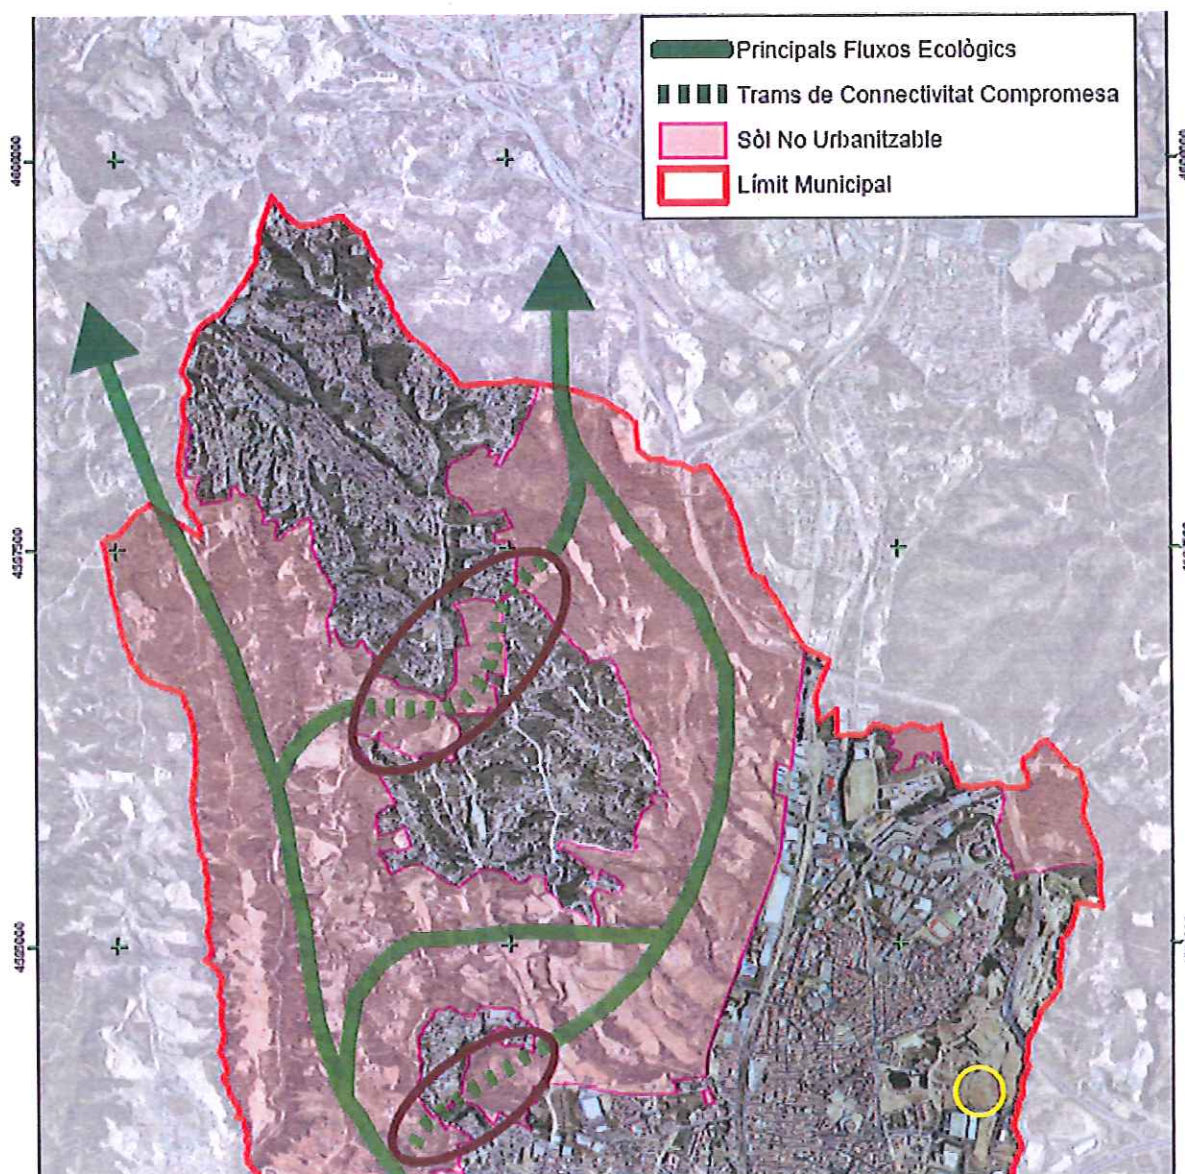 Principals Fluxos Ecològics
Trams de Connectivitat Compromesa
Sòl No Urbanitzable
Límit Municipal